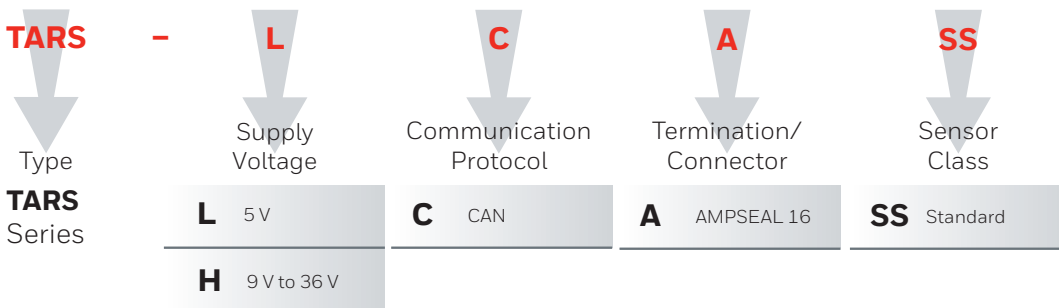 TARS – L C A SS
Type
Supply
Voltage
Communication
Protocol
Termination/
Connector
Sensor
Class
TARS
Series
L 5 V
C CAN
A AMPSEAL 16
SS Standard
H 9 V to 36 V